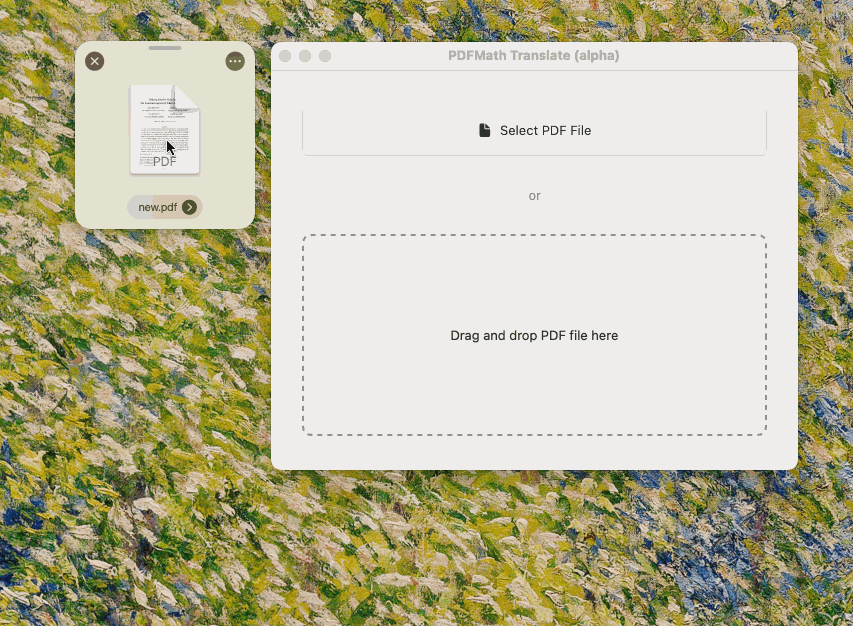 PDFMath Translate (alpha)
PDF
new.pdf
Select PDF File
or
Drag and drop PDF file here